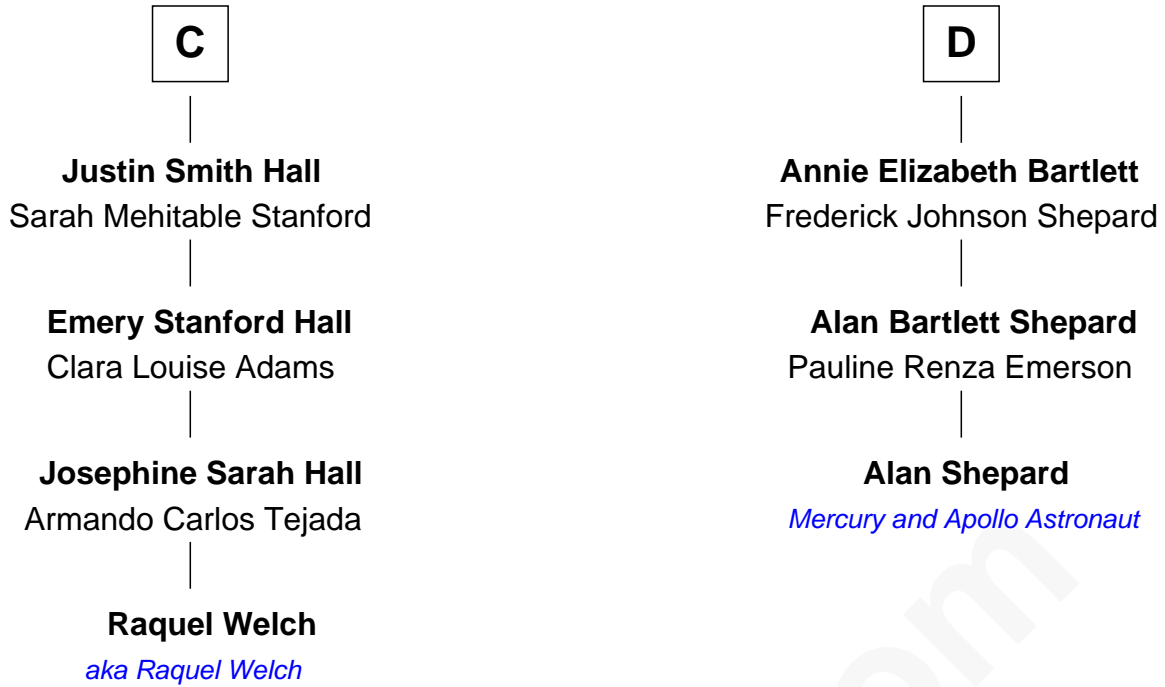 C
Justin Smith Hall
Sarah Mehitable Stanford
Emery Stanford Hall
Clara Louise Adams
Josephine Sarah Hall
Armando Carlos Tejada
Raquel Welch
aka Raquel Welch
D
Annie Elizabeth Bartlett
Frederick Johnson Shepard
Alan Bartlett Shepard
Pauline Renza Emerson
Alan Shepard
Mercury and Apollo Astronaut
om